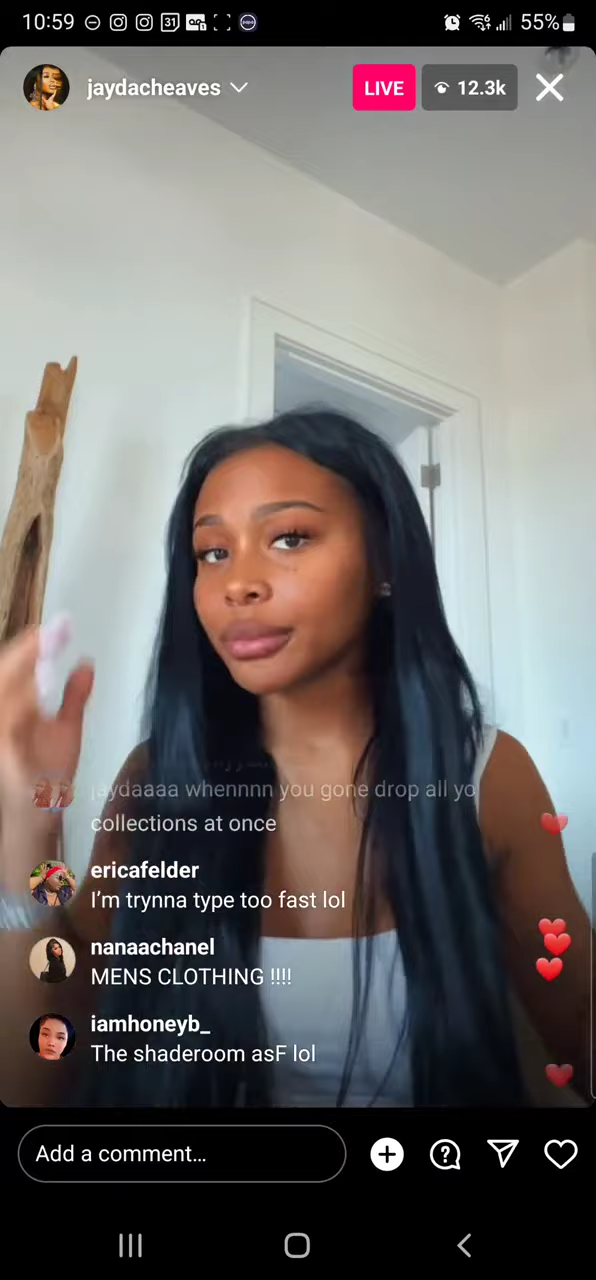 10:59
31
55%
jaydacheaves
LIVE
12.3k
jaydaaaa whennnn you gone drop all yo
collections at once
ericafelder
I'm trynna type too fast lol
nanaachanel
MENS CLOTHING !!!!
iamhoneyb_
The shaderoom asF lol
Add a comment...